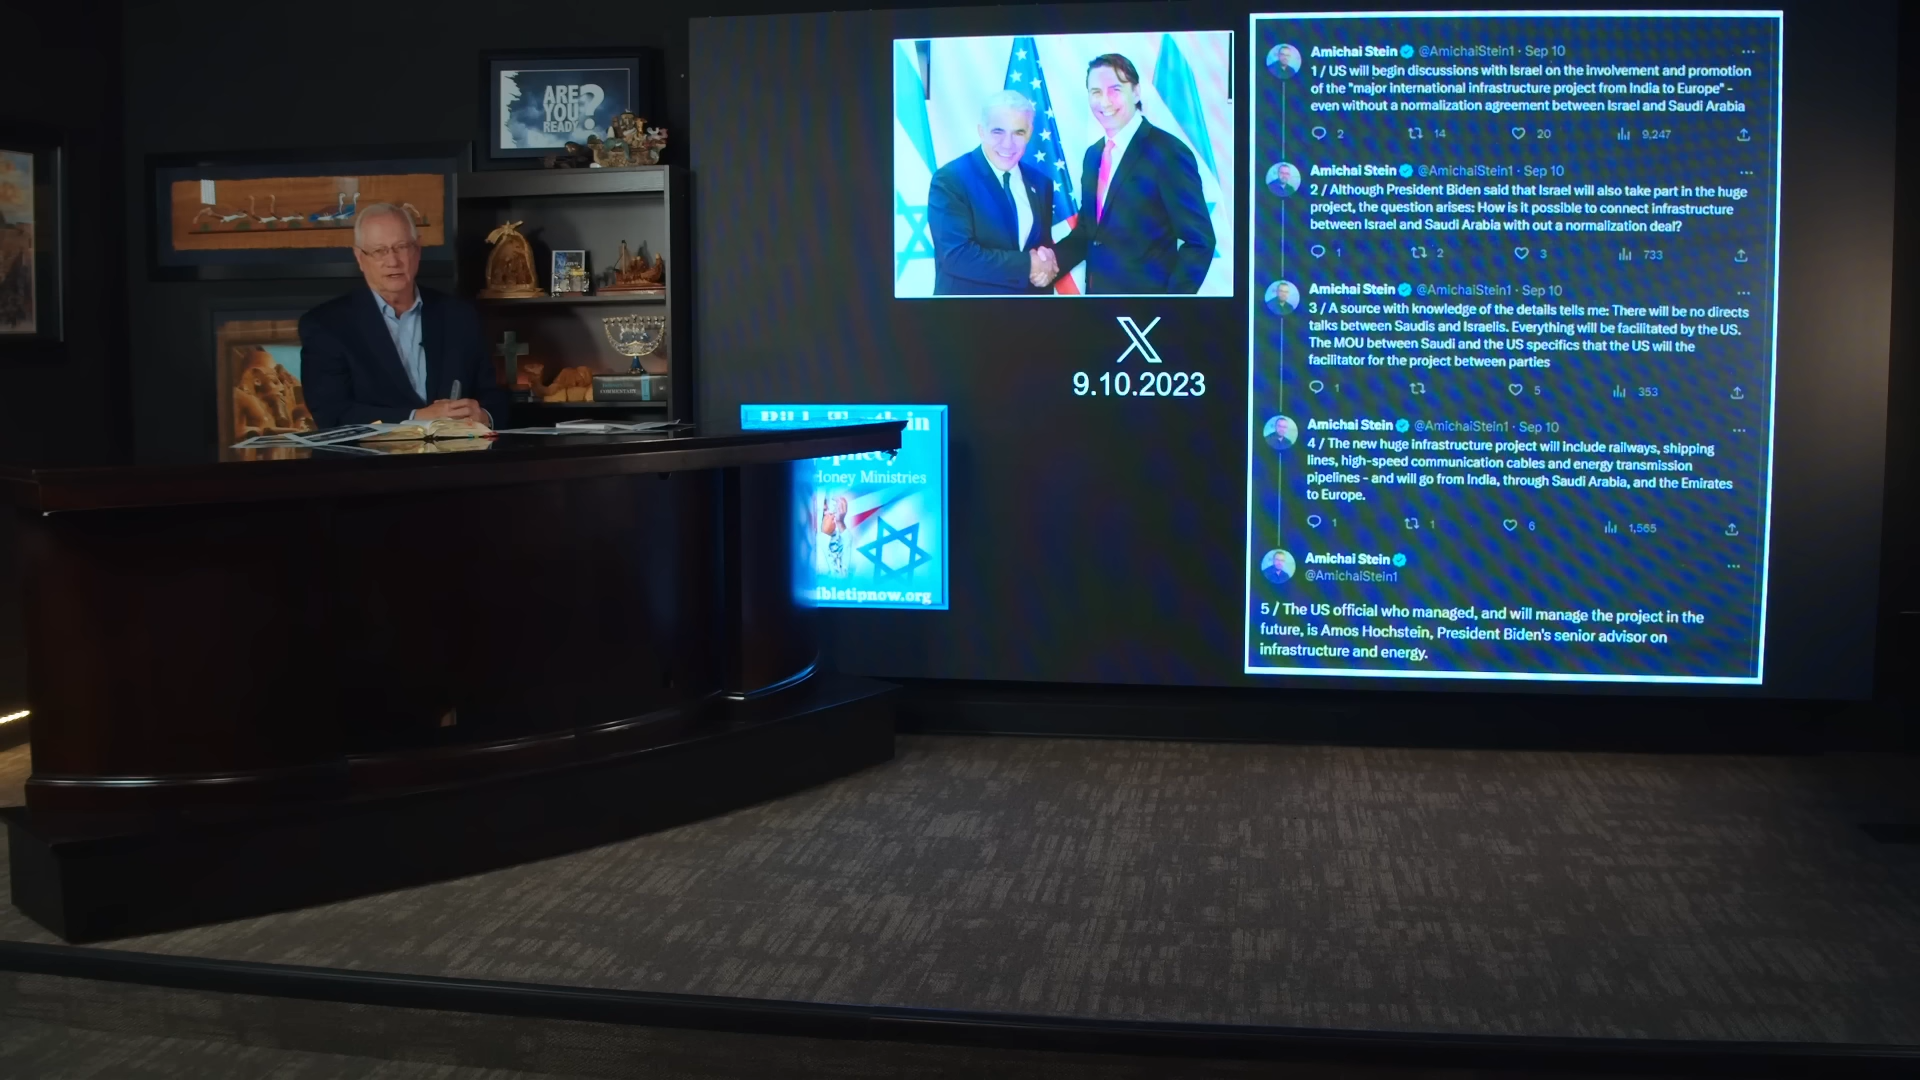 ARE
YOU
READY
?
COMMENTARY
Honey Ministries
ibletipnow.org
X
9.10.2023
Amichai Stein @AmichaiStein1 · Sep 10
1 / US will begin discussions with Israel on the involvement and promotion
of the "major international infrastructure project from India to Europe" -
even without a normalization agreement between Israel and Saudi Arabia
2 14 20 9,247
Amichai Stein @AmichaiStein1 · Sep 10
2 / Although President Biden said that Israel will also take part in the huge
project, the question arises: How is it possible to connect infrastructure
between Israel and Saudi Arabia with out a normalization deal?
1 2 3 733
Amichai Stein @AmichaiStein1 · Sep 10
3 / A source with knowledge of the details tells me: There will be no directs
talks between Saudis and Israelis. Everything will be facilitated by the US.
The MOU between Saudi and the US specifics that the US will the
facilitator for the project between parties
1 5 353
Amichai Stein @AmichaiStein1 · Sep 10
4 / The new huge infrastructure project will include railways, shipping
lines, high-speed communication cables and energy transmission
pipelines - and will go from India, through Saudi Arabia, and the Emirates
to Europe.
1 1 6 1,565
Amichai Stein
@AmichaiStein1
5 / The US official who managed, and will manage the project in the
future, is Amos Hochstein, President Biden's senior advisor on
infrastructure and energy.